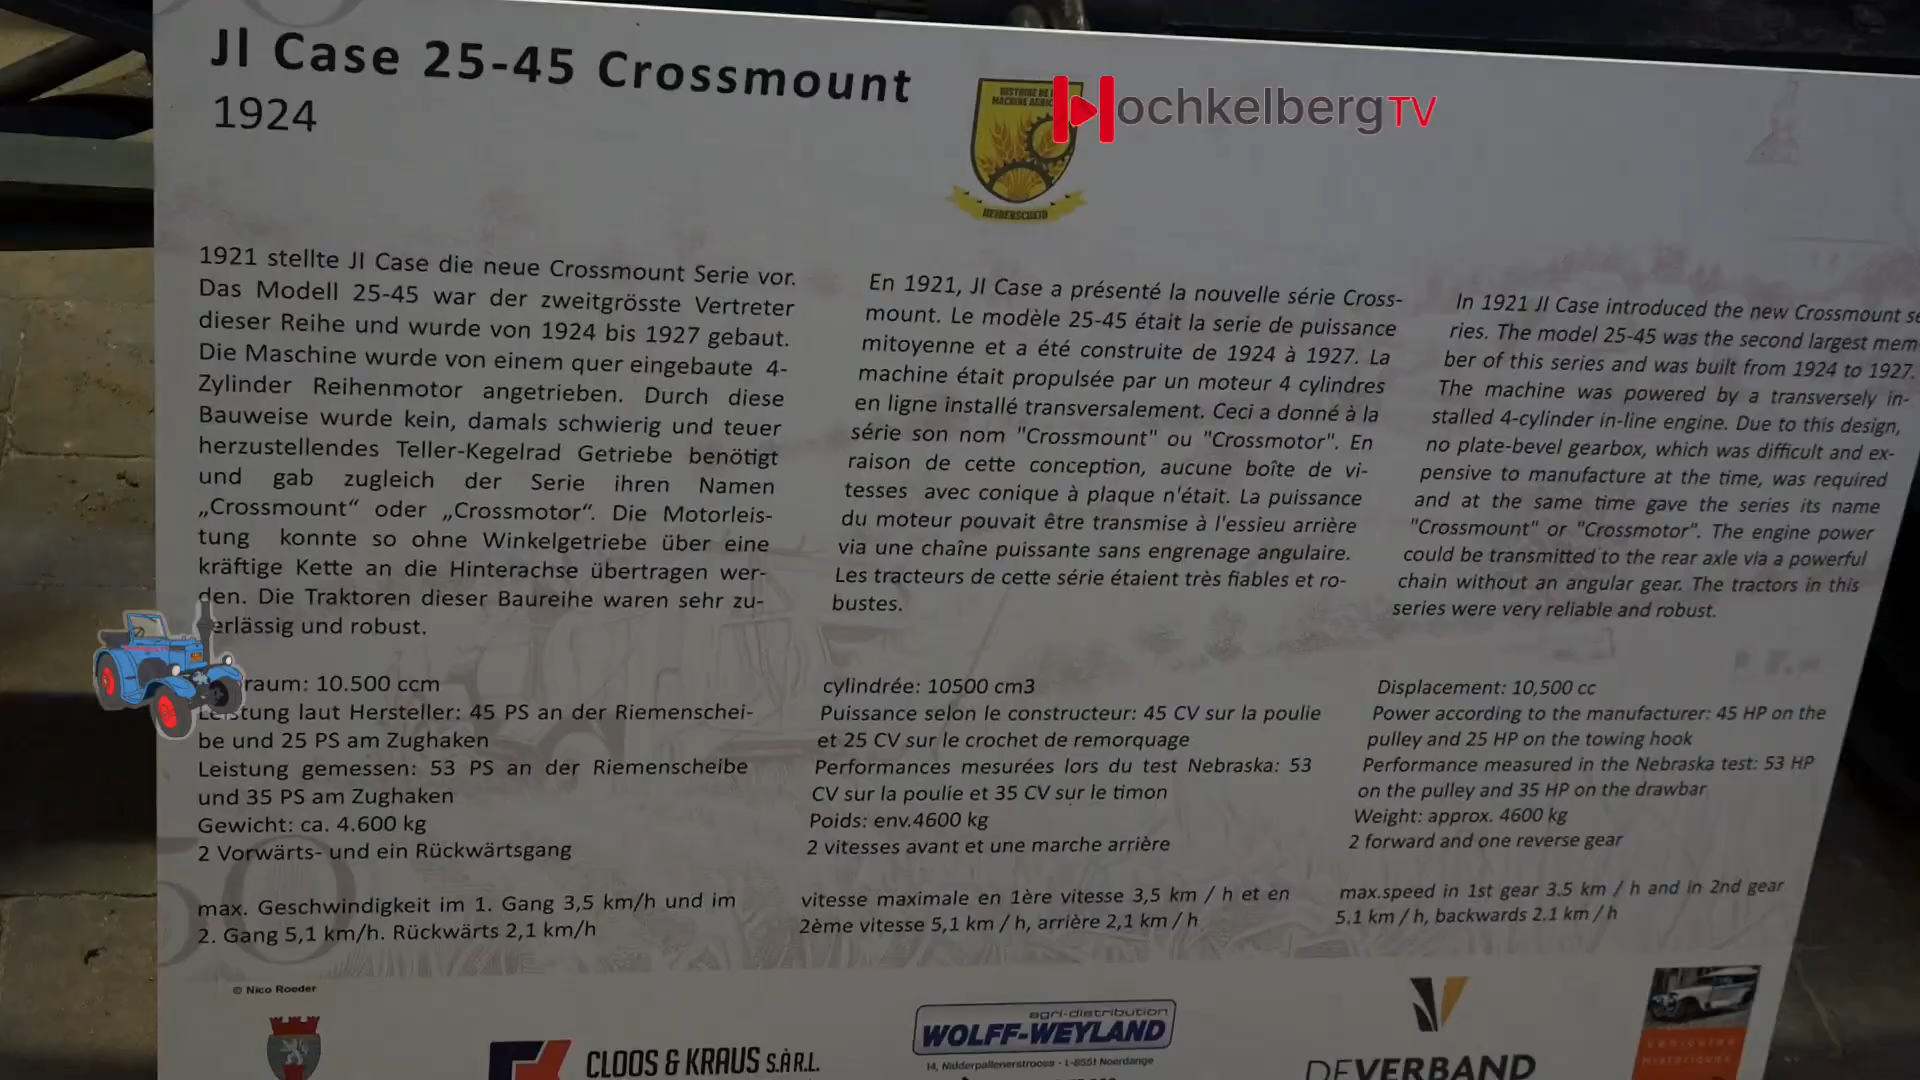 JI Case 25-45 Crossmount
1924
HISTOIRE DE
MACHINE AGRIC
HEINERSCHEID
HochkelbergTV
1921 stellte JI Case die neue Crossmount Serie vor.
Das Modell 25-45 war der zweitgrösste Vertreter
dieser Reihe und wurde von 1924 bis 1927 gebaut.
Die Maschine wurde von einem quer eingebaute 4-
Zylinder Reihenmotor angetrieben. Durch diese
Bauweise wurde kein, damals schwierig und teuer
herzustellendes Teller-Kegelrad Getriebe benötigt
und gab zugleich der Serie ihren Namen
„Crossmount“ oder „Crossmotor“. Die Motorleis-
tung konnte so ohne Winkelgetriebe über eine
kräftige Kette an die Hinterachse übertragen wer-
den. Die Traktoren dieser Baureihe waren sehr zu-
erlässig und robust.
raum: 10.500 ccm
Leistung laut Hersteller: 45 PS an der Riemenschei-
be und 25 PS am Zughaken
Leistung gemessen: 53 PS an der Riemenscheibe
und 35 PS am Zughaken
Gewicht: ca. 4.600 kg
2 Vorwärts- und ein Rückwärtsgang
max. Geschwindigkeit im 1. Gang 3,5 km/h und im
2. Gang 5,1 km/h. Rückwärts 2,1 km/h
En 1921, JI Case a présenté la nouvelle série Cross-
mount. Le modèle 25-45 était la serie de puissance
mitoyenne et a été construite de 1924 à 1927. La
machine était propulsée par un moteur 4 cylindres
en ligne installé transversalement. Ceci a donné à la
série son nom "Crossmount" ou "Crossmotor". En
raison de cette conception, aucune boîte de vi-
tesses avec conique à plaque n'était. La puissance
du moteur pouvait être transmise à l'essieu arrière
via une chaîne puissante sans engrenage angulaire.
Les tracteurs de cette série étaient très fiables et ro-
bustes.
cylindrée: 10500 cm3
Puissance selon le constructeur: 45 CV sur la poulie
et 25 CV sur le crochet de remorquage
Performances mesurées lors du test Nebraska: 53
CV sur la poulie et 35 CV sur le timon
Poids: env.4600 kg
2 vitesses avant et une marche arrière
vitesse maximale en 1ère vitesse 3,5 km / h et en
2ème vitesse 5,1 km / h, arrière 2,1 km / h
In 1921 JI Case introduced the new Crossmount se
ries. The model 25-45 was the second largest mem
ber of this series and was built from 1924 to 1927.
The machine was powered by a transversely in-
stalled 4-cylinder in-line engine. Due to this design,
no plate-bevel gearbox, which was difficult and ex-
pensive to manufacture at the time, was required
and at the same time gave the series its name
"Crossmount" or "Crossmotor". The engine power
could be transmitted to the rear axle via a powerful
chain without an angular gear. The tractors in this
series were very reliable and robust.
Displacement: 10,500 cc
Power according to the manufacturer: 45 HP on the
pulley and 25 HP on the towing hook
Performance measured in the Nebraska test: 53 HP
on the pulley and 35 HP on the drawbar
Weight: approx. 4600 kg
2 forward and one reverse gear
max.speed in 1st gear 3.5 km / h and in 2nd gear
5.1 km / h, backwards 2.1 km / h
© Nico Roeder
CLOOS & KRAUS S.À R.L.
agri-distribution
WOLFF-WEYLAND
14, Nidderpallenerstrooss - L-8551 Noerdange
DEVERBAND
Vehicules
Historiques